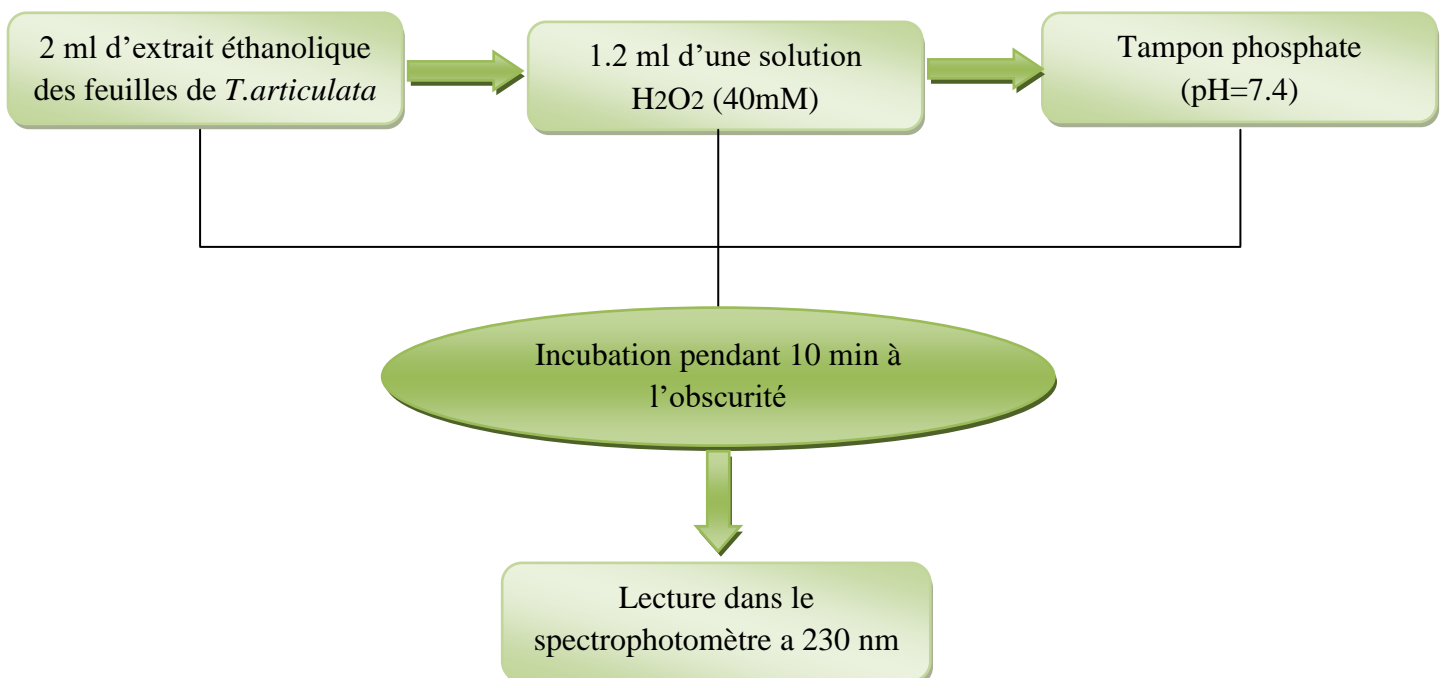 2 ml d’extrait éthanolique
des feuilles de T.articulata
1.2 ml d’une solution
H2O2 (40mM)
Tampon phosphate
(pH=7.4)
Incubation pendant 10 min à
l’obscurité
Lecture dans le
spectrophotomètre a 230 nm